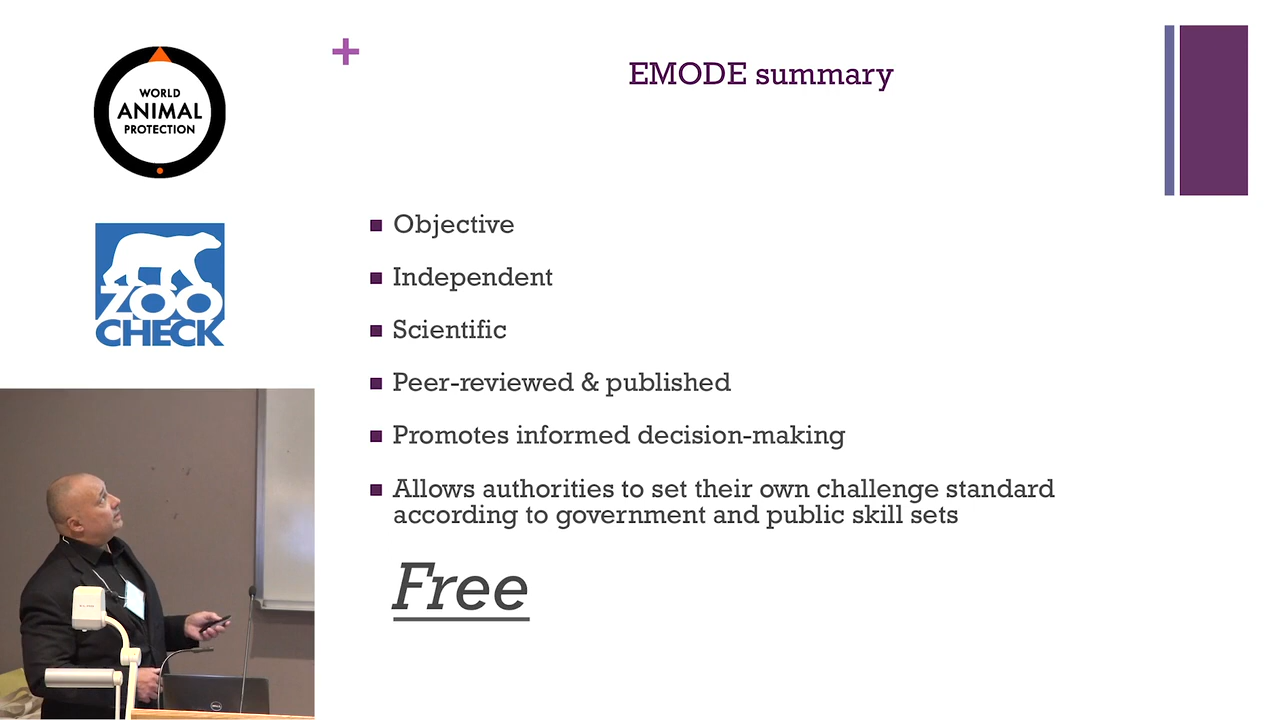 WORLD
ANIMAL
PROTECTION
ZOO
CHECK
+
EMODE summary
Objective
Independent
Scientific
Peer-reviewed & published
Promotes informed decision-making
Allows authorities to set their own challenge standard
according to government and public skill sets
Free
DELL